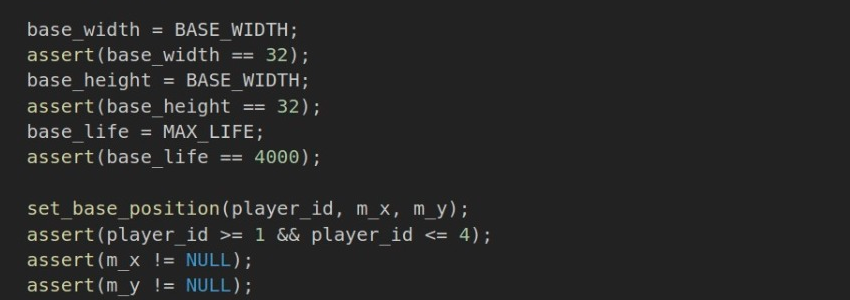 base_width = BASE_WIDTH;
assert(base_width == 32);
base_height = BASE_WIDTH;
assert(base_height == 32);
base_life = MAX_LIFE;
assert(base_life == 4000);
set_base_position(player_id, m_x, m_y);
assert(player_id >= 1 && player_id <= 4);
assert(m_x != NULL);
assert(m_y != NULL);